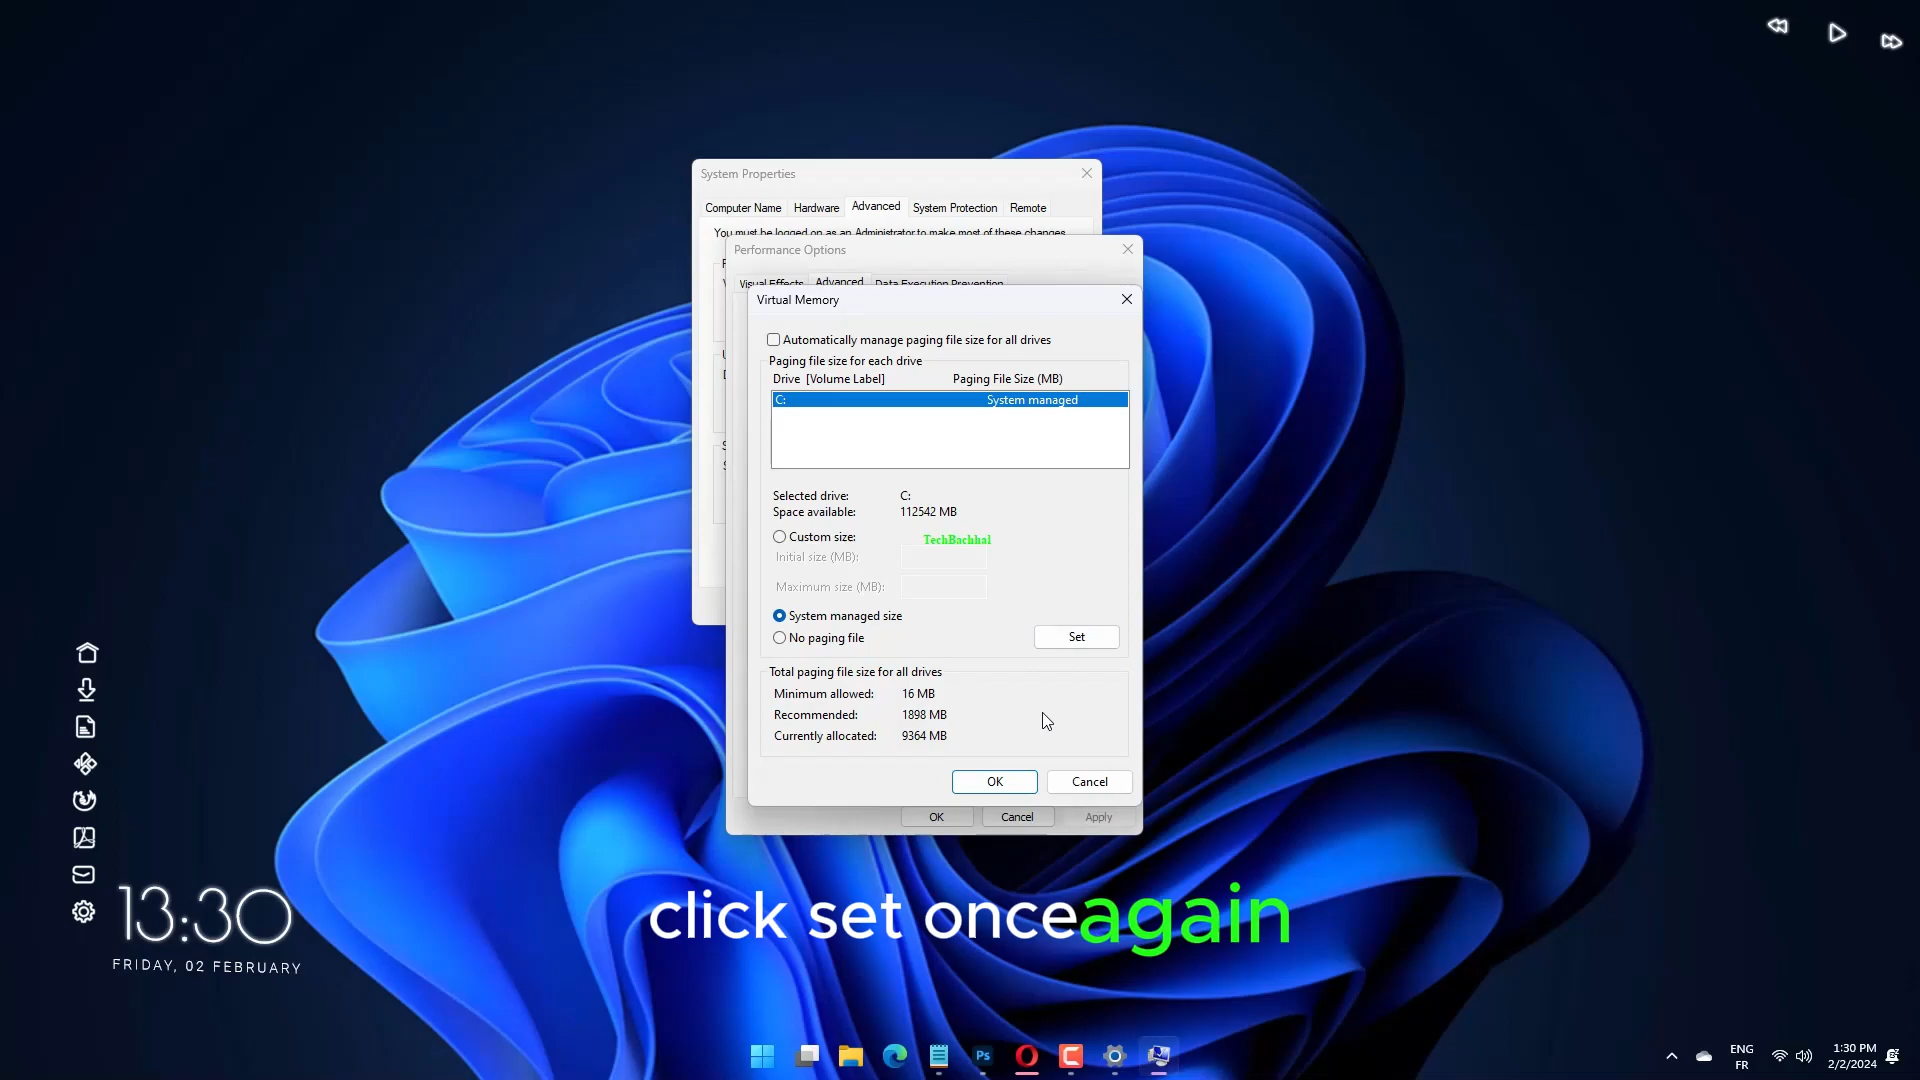 System Properties
Computer Name Hardware Advanced System Protection Remote
You must be logged on as an Administrator to make most of these changes
Performance Options
Visual Effects Advanced Data Execution Prevention
Virtual Memory
Automatically manage paging file size for all drives
Paging file size for each drive
Drive [Volume Label] Paging File Size (MB)
C: System managed
Selected drive: C:
Space available: 112542 MB
Custom size: TechBachhal
Initial size (MB):
Maximum size (MB):
System managed size
No paging file Set
Total paging file size for all drives
Minimum allowed: 16 MB
Recommended: 1898 MB
Currently allocated: 9364 MB
OK Cancel
OK Cancel Apply
click set once again
13:30
FRIDAY, 02 FEBRUARY
Ps
ENG
FR
1:30 PM
2/2/2024